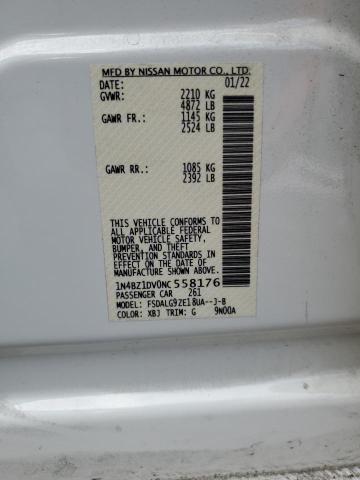 MFD BY NISSAN MOTOR CO., LTD.
DATE: 01/22
GVWR: 2210 KG
4872 LB
GAWR FR.: 1145 KG
2524 LB
GAWR RR.: 1085 KG
2392 LB
THIS VEHICLE CONFORMS TO
ALL APPLICABLE FEDERAL
MOTOR VEHICLE SAFETY,
BUMPER, AND THEFT
PREVENTION STANDARDS
IN EFFECT ON THE DATE OF
MANUFACTURE SHOWN ABOVE.
1N4BZ1DV0NC558176
PASSENGER CAR 261
MODEL: FSDALG9ZE18UA--J-B
COLOR: XBJ TRIM: G 9N00A